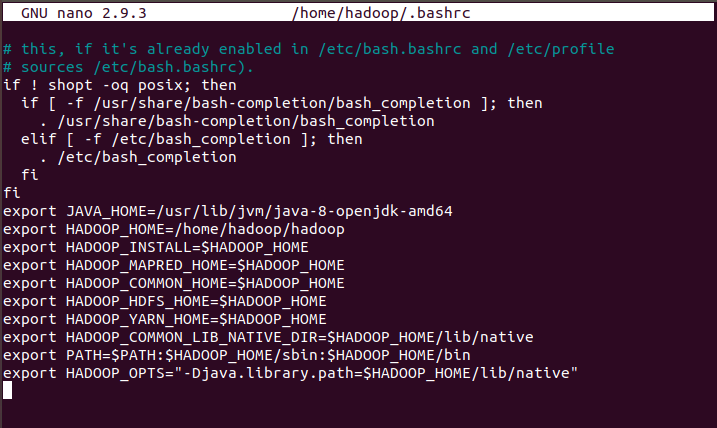 GNU nano 2.9.3 /home/hadoop/.bashrc
# this, if it's already enabled in /etc/bash.bashrc and /etc/profile
# sources /etc/bash.bashrc).
if ! shopt -oq posix; then
  if [ -f /usr/share/bash-completion/bash_completion ]; then
    . /usr/share/bash-completion/bash_completion
  elif [ -f /etc/bash_completion ]; then
    . /etc/bash_completion
  fi
fi
export JAVA_HOME=/usr/lib/jvm/java-8-openjdk-amd64
export HADOOP_HOME=/home/hadoop/hadoop
export HADOOP_INSTALL=$HADOOP_HOME
export HADOOP_MAPRED_HOME=$HADOOP_HOME
export HADOOP_COMMON_HOME=$HADOOP_HOME
export HADOOP_HDFS_HOME=$HADOOP_HOME
export HADOOP_YARN_HOME=$HADOOP_HOME
export HADOOP_COMMON_LIB_NATIVE_DIR=$HADOOP_HOME/lib/native
export PATH=$PATH:$HADOOP_HOME/sbin:$HADOOP_HOME/bin
export HADOOP_OPTS="-Djava.library.path=$HADOOP_HOME/lib/native"